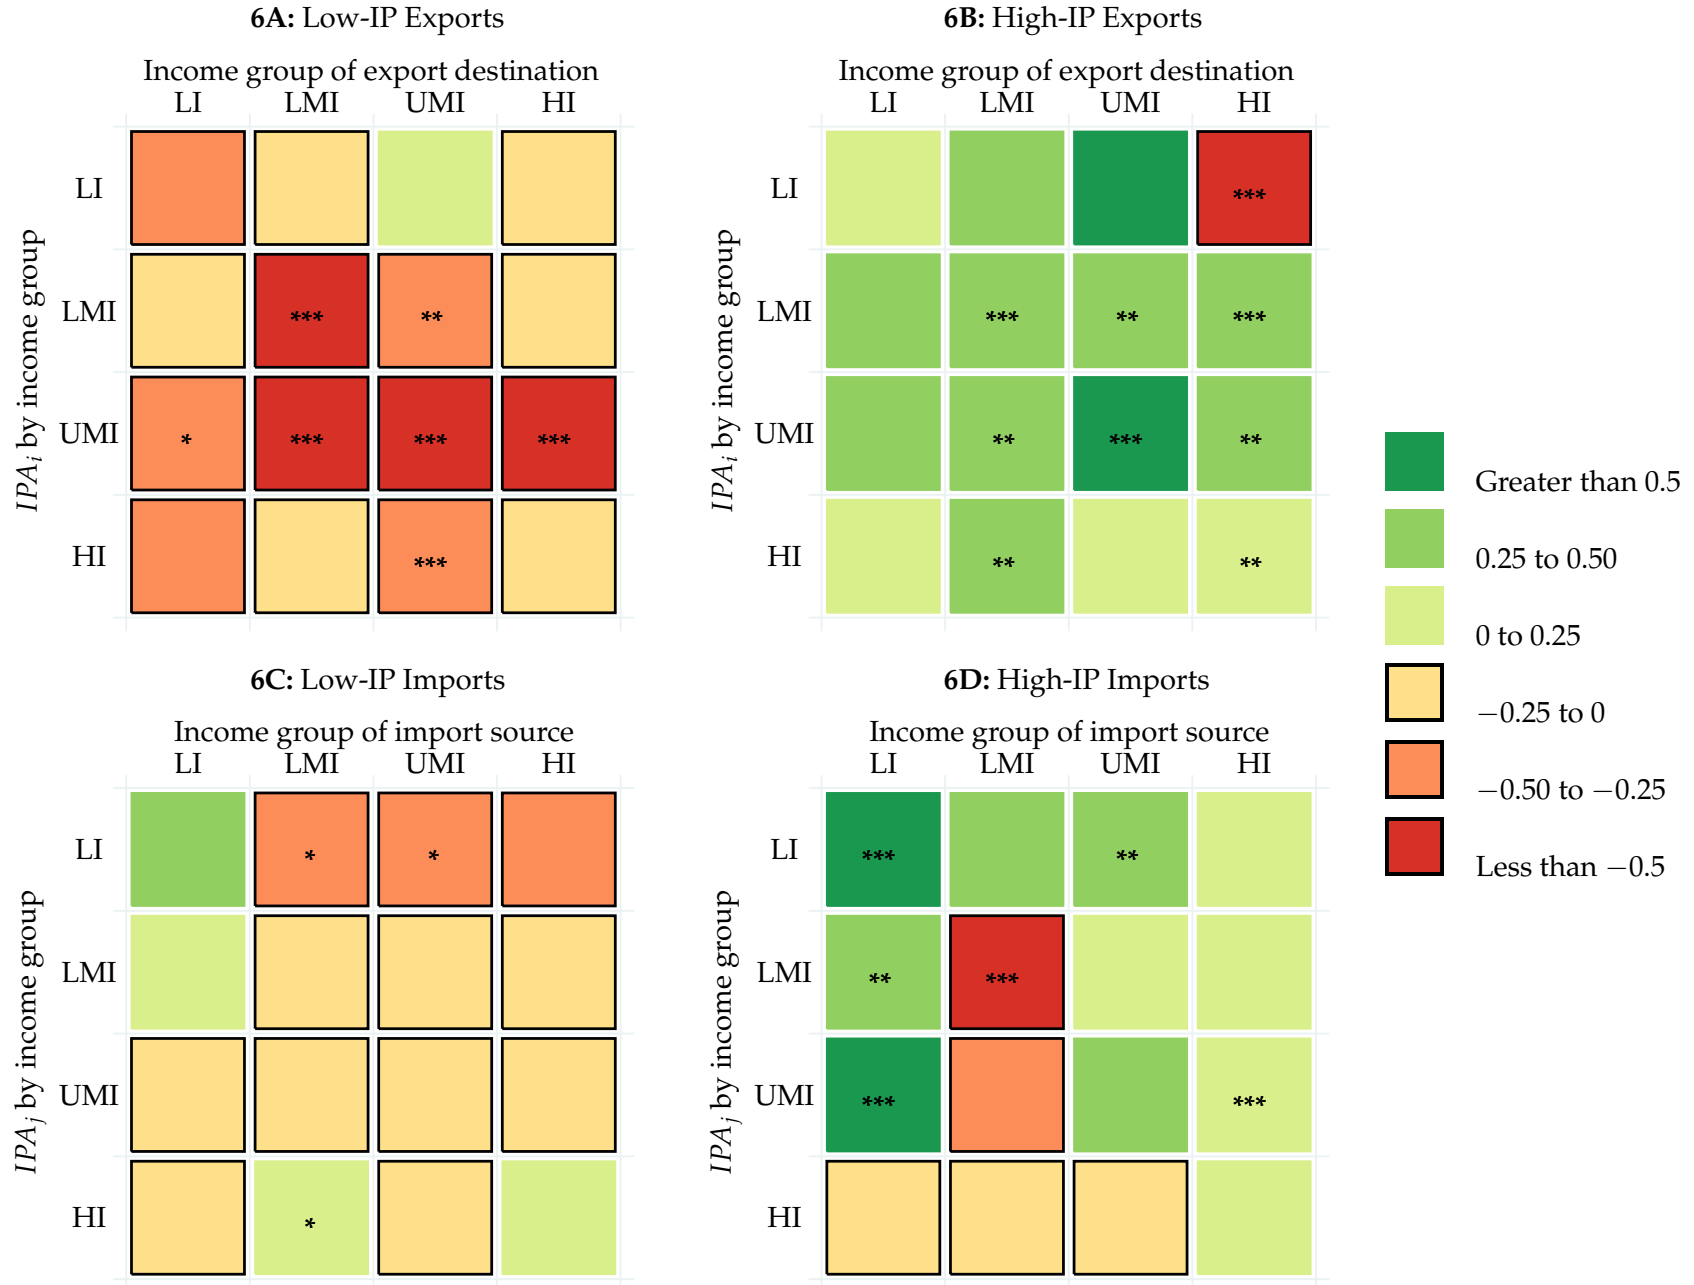 6A: Low-IP Exports
Income group of export destination
LI LMI UMI HI
IPA_i by income group
LI
LMI *** **
UMI * *** *** ***
HI ***
6B: High-IP Exports
Income group of export destination
LI LMI UMI HI
IPA_i by income group
LI ***
LMI *** ** ***
UMI ** *** **
HI ** **
6C: Low-IP Imports
Income group of import source
LI LMI UMI HI
IPA_j by income group
LI * *
LMI
UMI
HI *
6D: High-IP Imports
Income group of import source
LI LMI UMI HI
IPA_j by income group
LI *** **
LMI ** ***
UMI *** ***
HI
Greater than 0.5
0.25 to 0.50
0 to 0.25
−0.25 to 0
−0.50 to −0.25
Less than −0.5